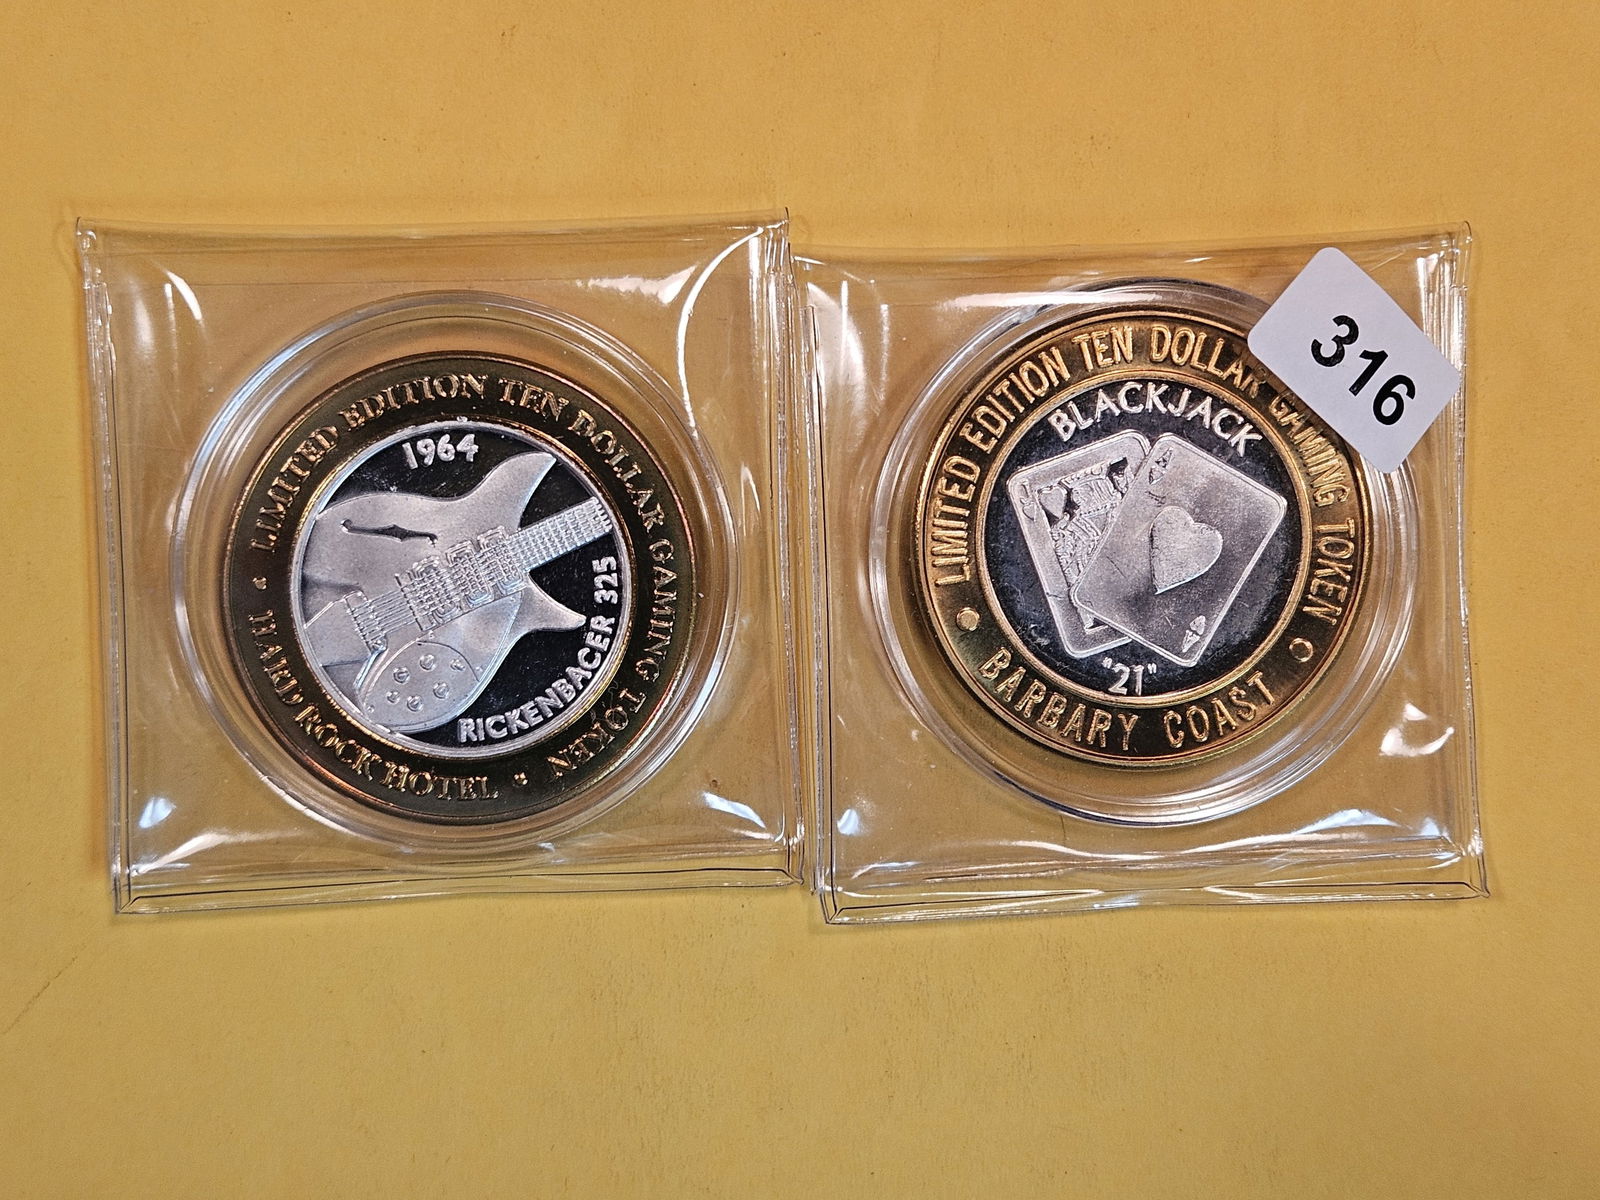 LIMITED EDITION TEN DOLLAR GAMING TOKEN
• HARD ROCK HOTEL •
1964
RICKENBACER 325
LIMITED EDITION TEN DOLLAR GAMING TOKEN
• BARBARY COAST •
BLACKJACK
"21"
316